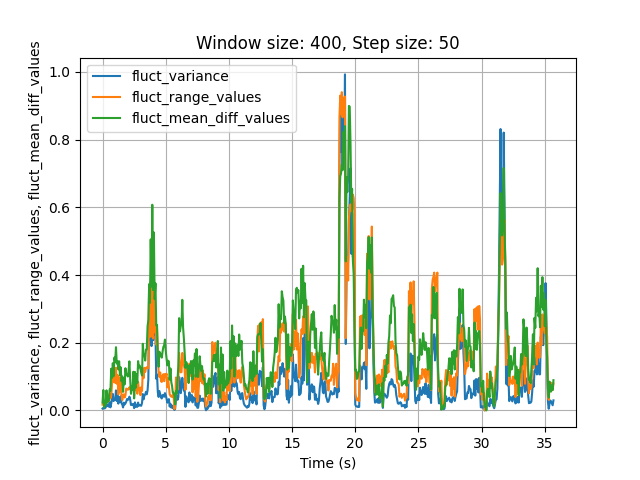 Window size: 400, Step size: 50
fluct_variance, fluct_range_values, fluct_mean_diff_values
1.0
0.8
0.6
0.4
0.2
0.0
fluct_variance
fluct_range_values
fluct_mean_diff_values
0 5 10 15 20 25 30 35
Time (s)